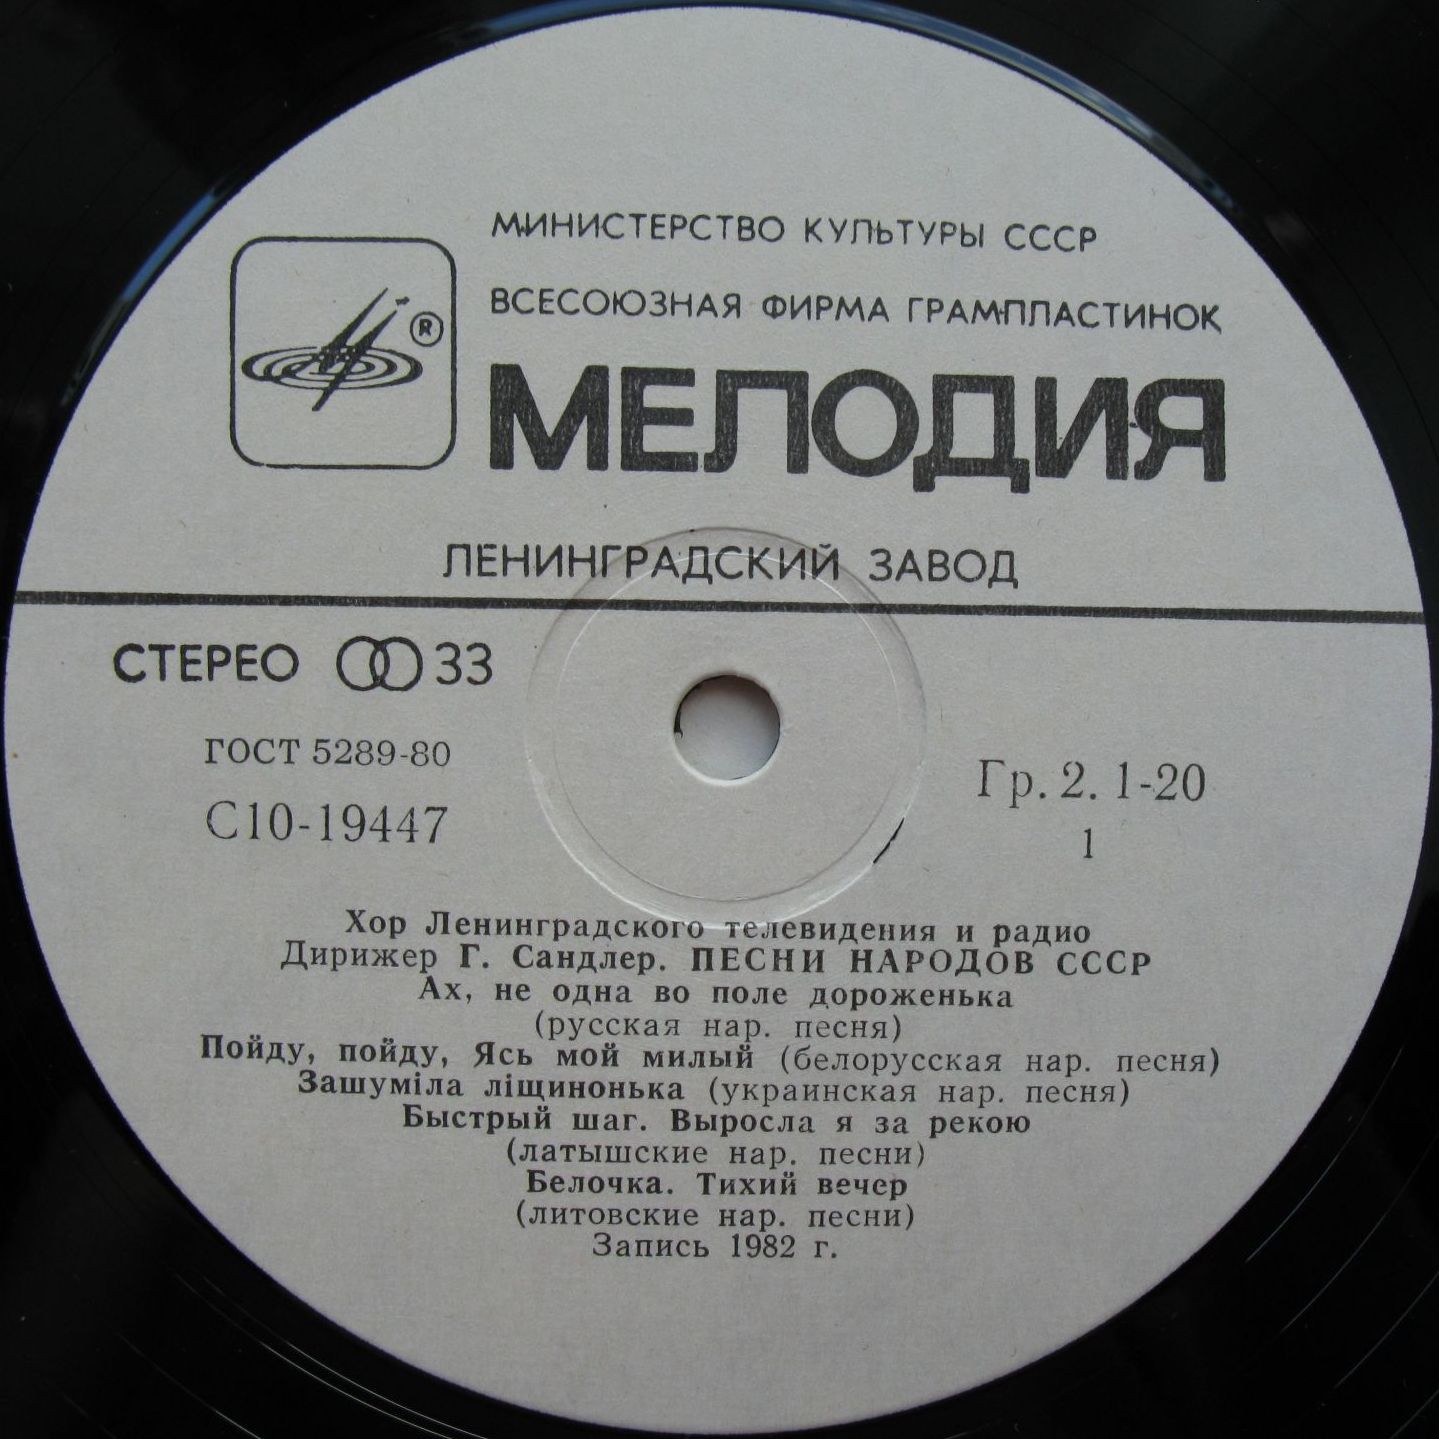 МИНИСТЕРСТВО КУЛЬТУРЫ СССР
ВСЕСОЮЗНАЯ ФИРМА ГРАМПЛАСТИНОК
®
МЕЛОДИЯ
ЛЕНИНГРАДСКИЙ ЗАВОД
СТЕРЕО 33
ГОСТ 5289-80
С10-19447
Гр. 2. 1-20
1
Хор Ленинградского телевидения и радио
Дирижер Г. Сандлер. ПЕСНИ НАРОДОВ СССР
Ах, не одна во поле дороженька
(русская нар. песня)
Пойду, пойду, Ясь мой милый (белорусская нар. песня)
Зашуміла ліщинонька (украинская нар. песня)
Быстрый шаг. Выросла я за рекою
(латышские нар. песни)
Белочка. Тихий вечер
(литовские нар. песни)
Запись 1982 г.